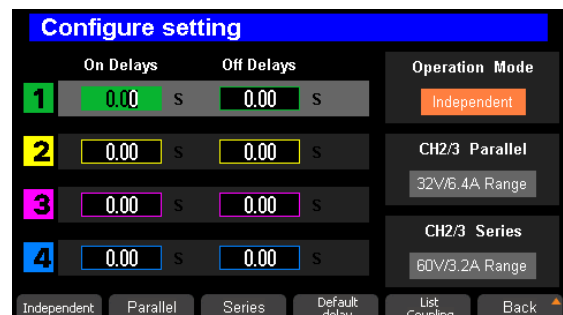 Configure setting
On Delays Off Delays
1 0.00 S 0.00 S
2 0.00 S 0.00 S
3 0.00 S 0.00 S
4 0.00 S 0.00 S
Operation Mode
Independent
CH2/3 Parallel
32V/6.4A Range
CH2/3 Series
60V/3.2A Range
Independent Parallel Series Default delay List Coupling Back